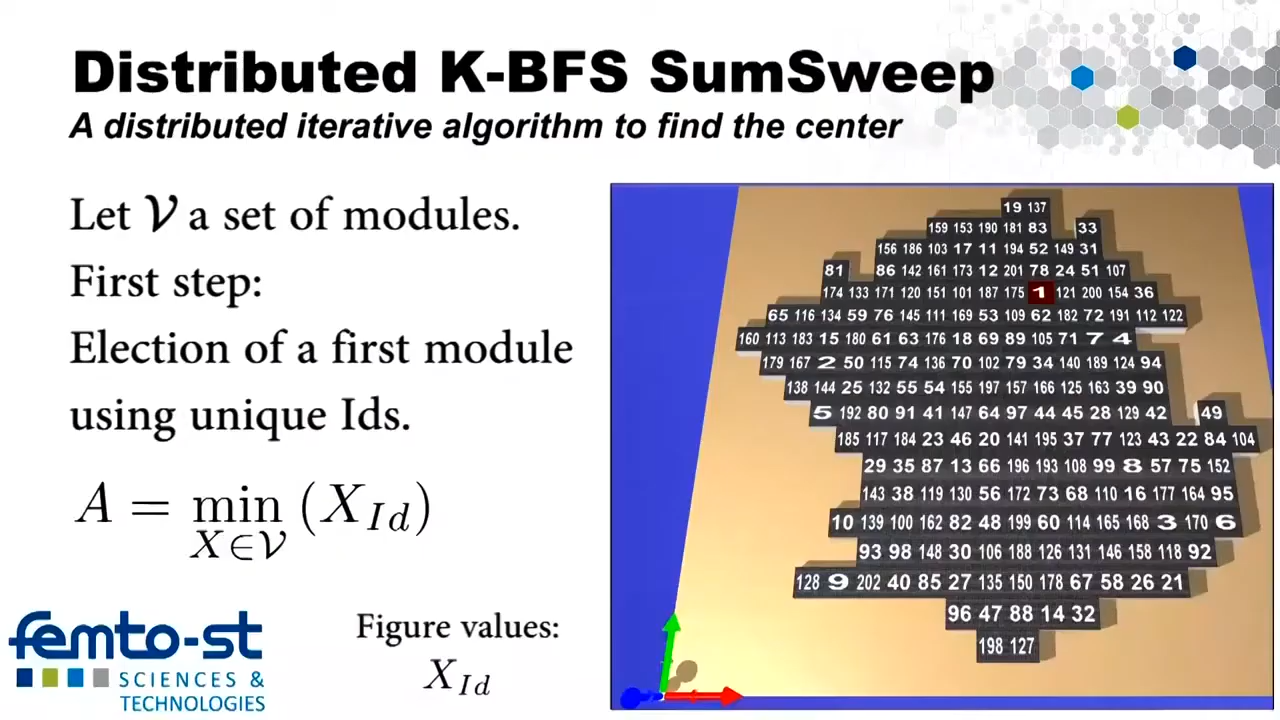 Distributed K-BFS SumSweep
A distributed iterative algorithm to find the center
Let 𝒱 a set of modules.
First step:
Election of a first module
using unique Ids.
A = min (X_Id)
X∈𝒱
Figure values:
X_Id
femto-st
SCIENCES &
TECHNOLOGIES
19 137
159 153 190 181 83 33
156 186 103 17 11 194 52 149 31
81 86 142 161 173 12 201 78 24 51 107
174 133 171 120 151 101 187 175 1 121 200 154 36
65 116 134 59 76 145 111 169 53 109 62 182 72 191 112 122
160 113 183 15 180 61 63 176 18 69 89 105 71 7 4
179 167 2 50 115 74 136 70 102 79 34 140 189 124 94
138 144 25 132 55 54 155 197 157 166 125 163 39 90
5 192 80 91 41 147 64 97 44 45 28 129 42 49
185 117 184 23 46 20 141 195 37 77 123 43 22 84 104
29 35 87 13 66 196 193 108 99 8 57 75 152
143 38 119 130 56 172 73 68 110 16 177 164 95
10 139 100 162 82 48 199 60 114 165 168 3 170 6
93 98 148 30 106 188 126 131 146 158 118 92
128 9 202 40 85 27 135 150 178 67 58 26 21
96 47 88 14 32
198 127